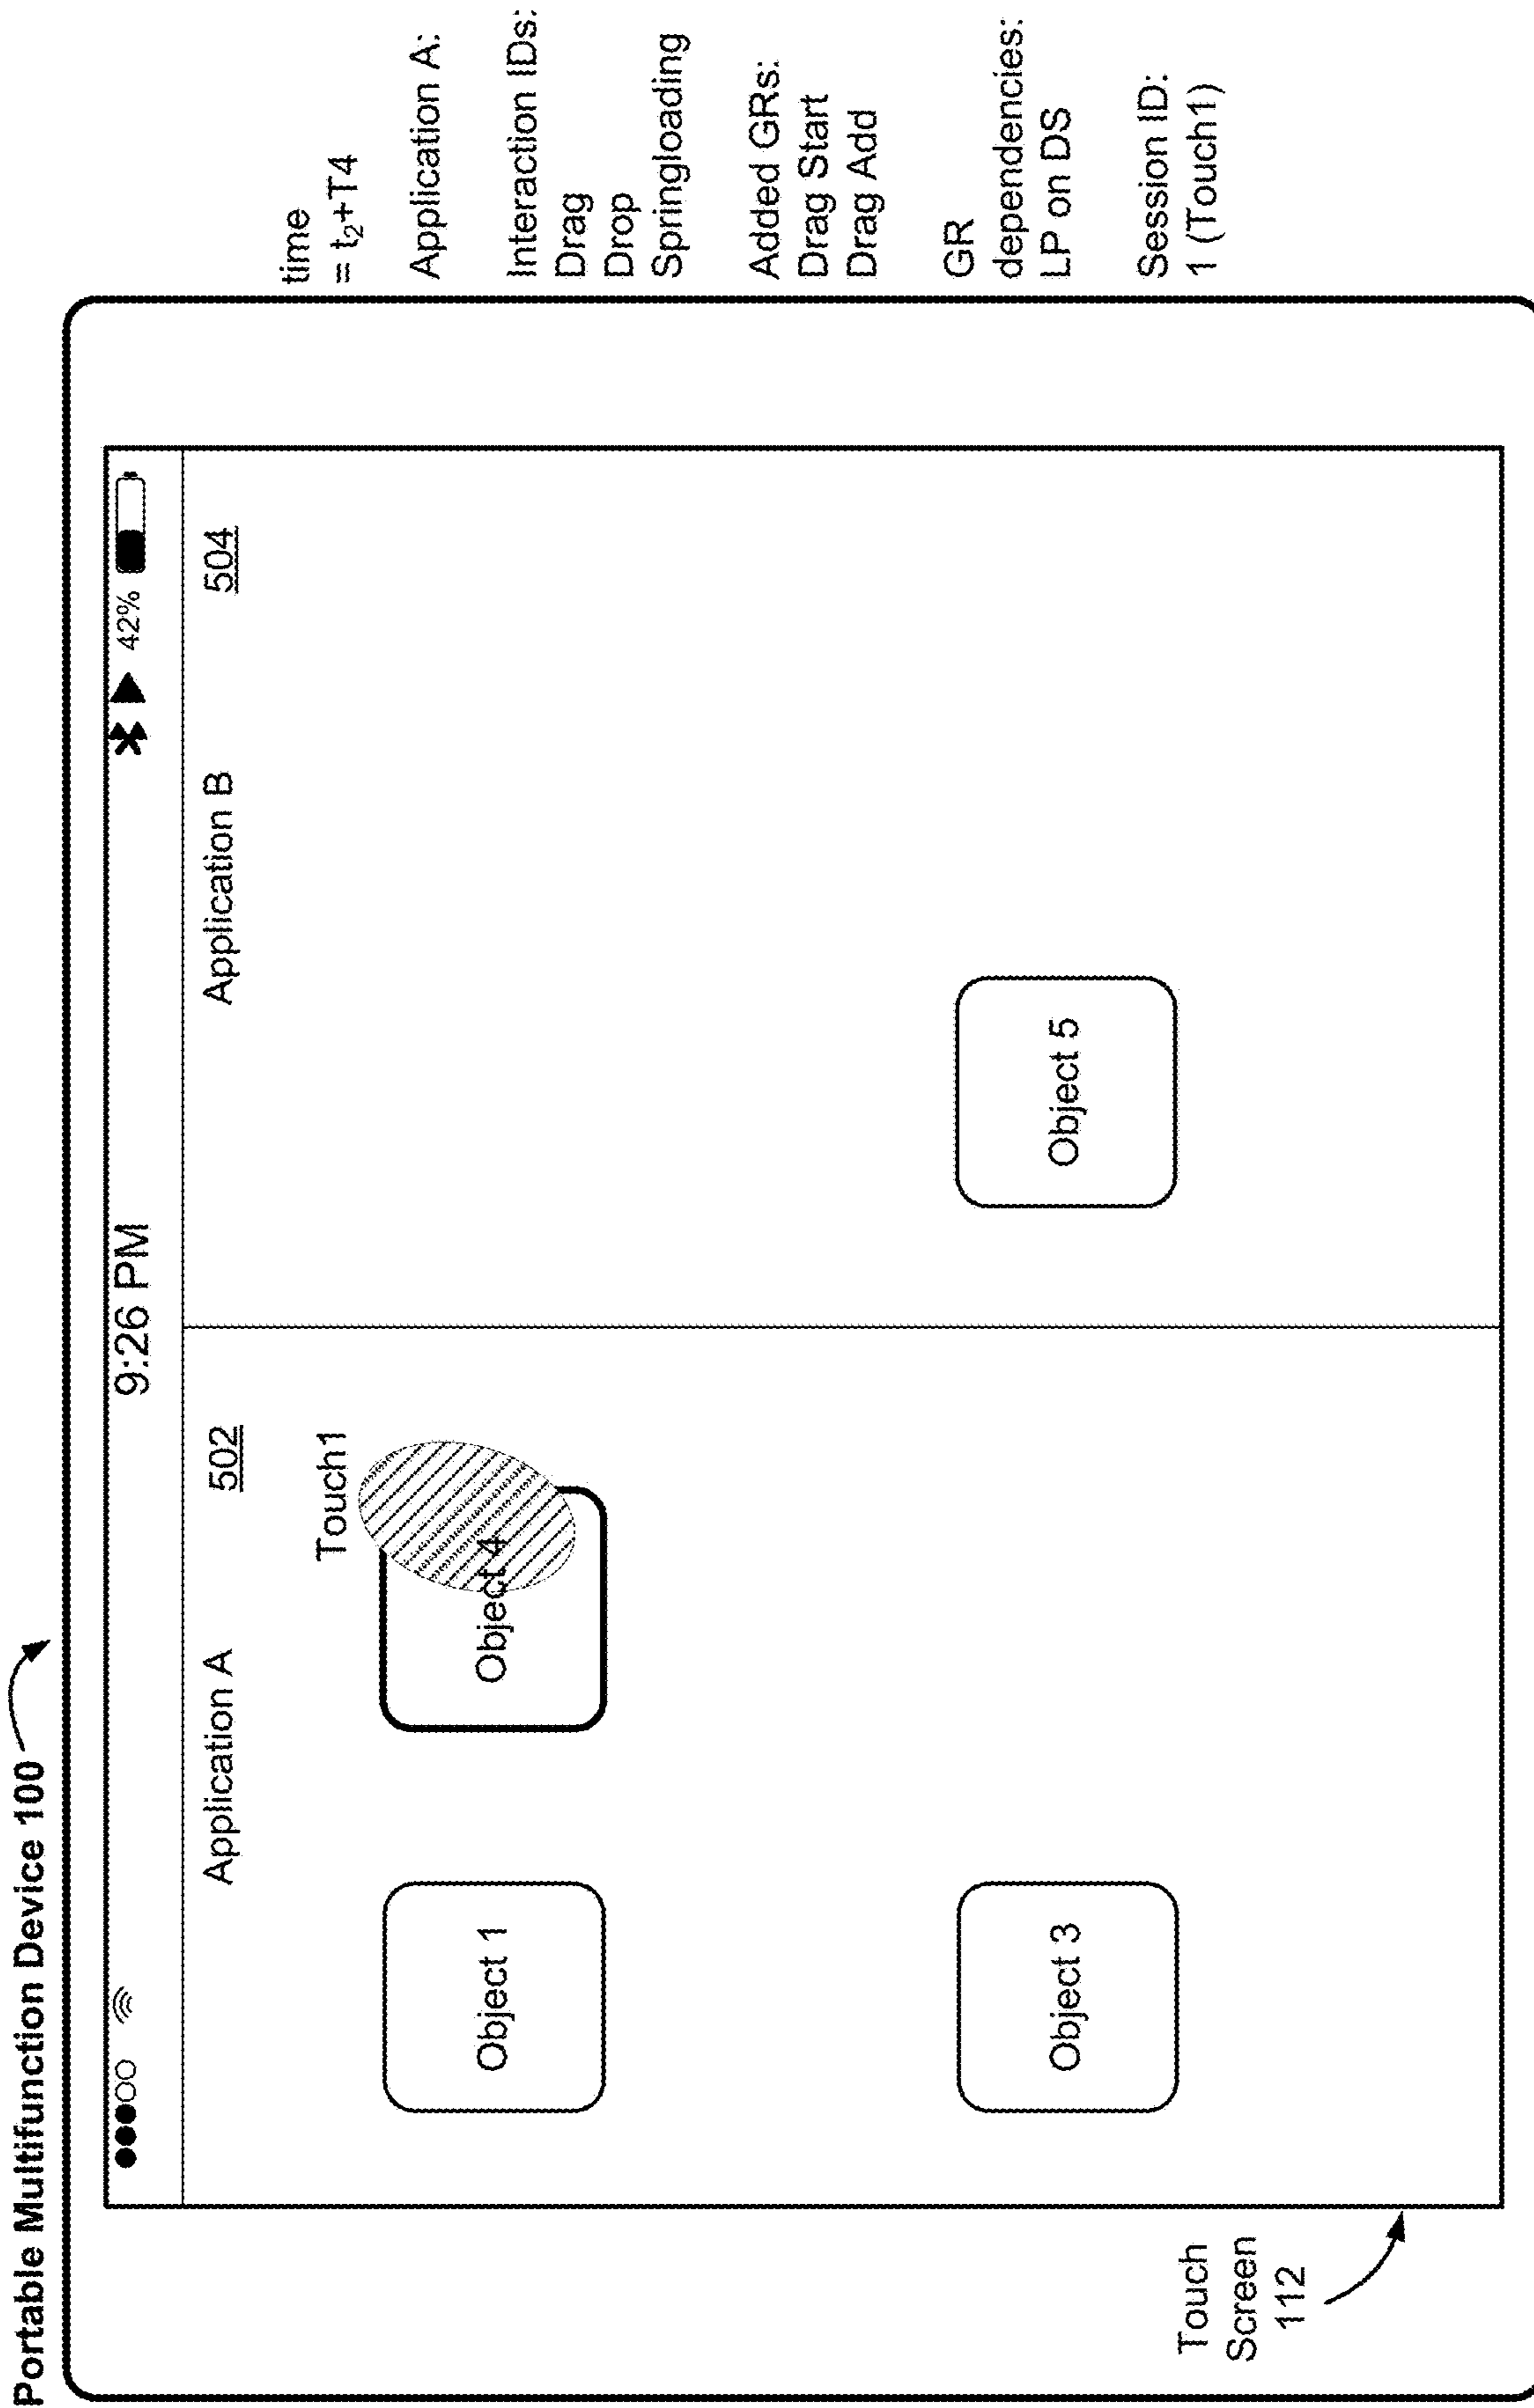 Portable Multifunction Device 100
9:26 PM
42%
Application A
502
Application B
504
Touch1
Object 1
Object 4
Object 3
Object 5
Touch
Screen
112
time
= t₂+T4
Application A:
Interaction IDs:
Drag
Drop
Springloading
Added GRs:
Drag Start
Drag Add
GR
dependencies:
LP on DS
Session ID:
1 (Touch1)